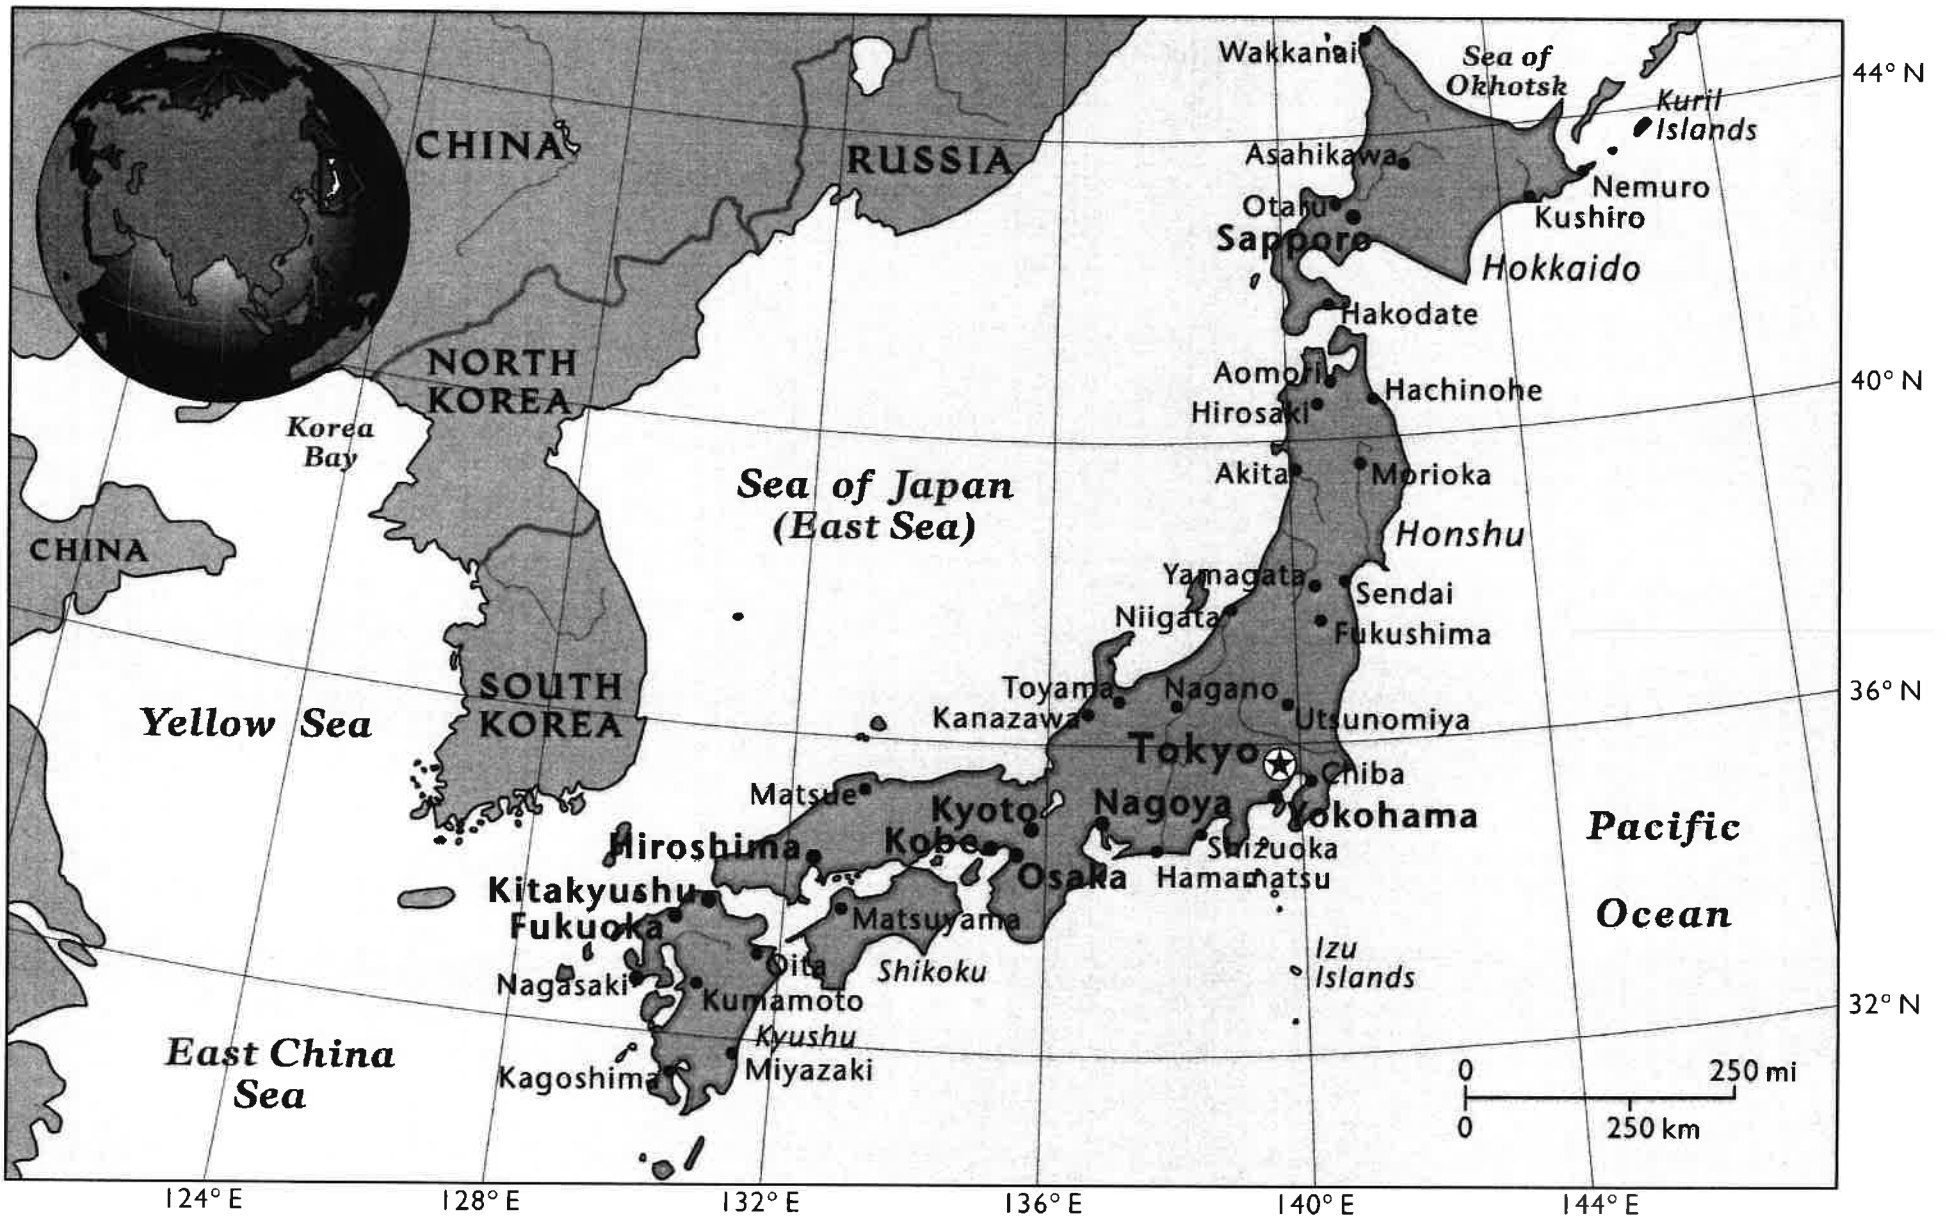 Wakkanai
Sea of
Okhotsk
44° N
Kuril
Islands
CHINA
RUSSIA
Asahikawa
Nemuro
Otaru
Kushiro
Sapporo
Hokkaido
Hakodate
NORTH
KOREA
Aomori
Hachinohe
40° N
Hirosaki
Korea
Bay
Akita
Morioka
Sea of Japan
(East Sea)
Honshu
CHINA
Yamagata
Sendai
Niigata
Fukushima
SOUTH
KOREA
Toyama
Nagano
36° N
Kanazawa
Utsunomiya
Yellow Sea
Tokyo
Chiba
Matsue
Kyoto
Nagoya
Yokohama
Pacific
Ocean
Hiroshima
Kobe
Shizuoka
Osaka
Hamamatsu
Kitakyushu
Fukuoka
Matsuyama
Izu
Islands
Oita
Shikoku
Nagasaki
Kumamoto
32° N
Kyushu
East China
Sea
Kagoshima
Miyazaki
0 250 mi
0 250 km
124° E 128° E 132° E 136° E 140° E 144° E